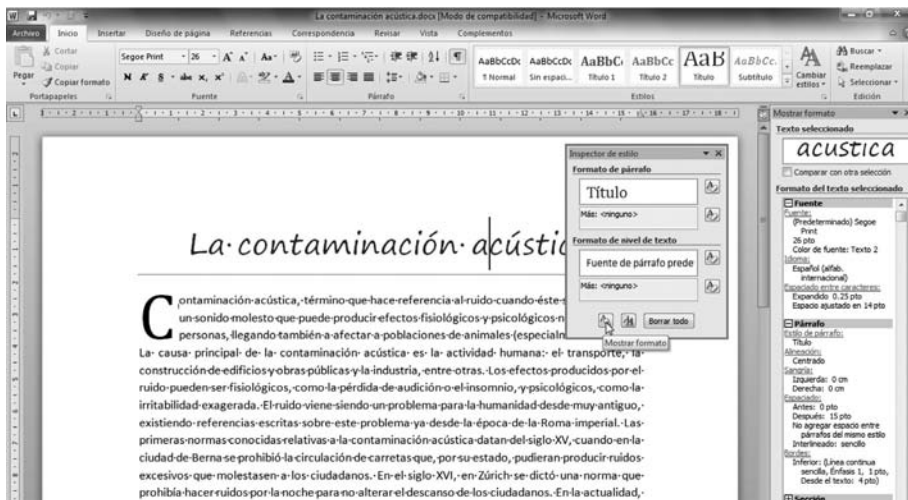 La contaminación acústica.docx [Modo de compatibilidad] - Microsoft Word
Archivo Inicio Insertar Diseño de página Referencias Correspondencia Revisar Vista Complementos
Pegar
Cortar
Copiar
Copiar formato
Portapapeles
Segoe Print 26
N K S abc x, x²
Fuente
Párrafo
AaBbCcDc AaBbCcDc AaBbC AaBbCc AaB AaBbCc.
¶ Normal Sin espaci... Título 1 Título 2 Título Subtítulo
Cambiar estilos
Estilos
Buscar
Reemplazar
Seleccionar
Edición
La contaminación acústic
Contaminación acústica, término que hace referencia al ruido cuando éste
un sonido molesto que puede producir efectos fisiológicos y psicológicos
personas, llegando también a afectar a poblaciones de animales (especialm
La causa principal de la contaminación acústica es la actividad humana: el transporte, la
construcción de edificios y obras públicas y la industria, entre otras. Los efectos producidos por el
ruido pueden ser fisiológicos, como la pérdida de audición o el insomnio, y psicológicos, como la
irritabilidad exagerada. El ruido viene siendo un problema para la humanidad desde muy antiguo,
existiendo referencias escritas sobre este problema ya desde la época de la Roma imperial. Las
primeras normas conocidas relativas a la contaminación acústica datan del siglo XV, cuando en la
ciudad de Berna se prohibió la circulación de carretas que, por su estado, pudieran producir ruidos
excesivos que molestasen a los ciudadanos. En el siglo XVI, en Zúrich se dictó una norma que
prohibía hacer ruidos por la noche para no alterar el descanso de los ciudadanos. En la actualidad,
Inspector de estilo
Formato de párrafo
Título
Más: <ninguno>
Formato de nivel de texto
Fuente de párrafo prede
Más: <ninguno>
Borrar todo
Mostrar formato
Mostrar formato
Texto seleccionado
acústica
Comparar con otra selección
Formato del texto seleccionado
Fuente
Fuente:
(Predeterminado) Segoe
Print
26 pto
Color de fuente: Texto 2
Idioma:
Español (alfab.
internacional)
Espaciado entre caracteres:
Expandido 0.25 pto
Espacio ajustado en 14 pto
Párrafo
Estilo de párrafo:
Título
Alineación:
Centrado
Sangría:
Izquierda: 0 cm
Derecha: 0 cm
Espaciado:
Antes: 0 pto
Después: 15 pto
No agregar espacio entre
párrafos del mismo estilo
Interlineado: sencillo
Bordes:
Inferior: (Línea continua
sencilla, Énfasis 1, 1 pto,
Desde el texto: 4 pto)
Sección